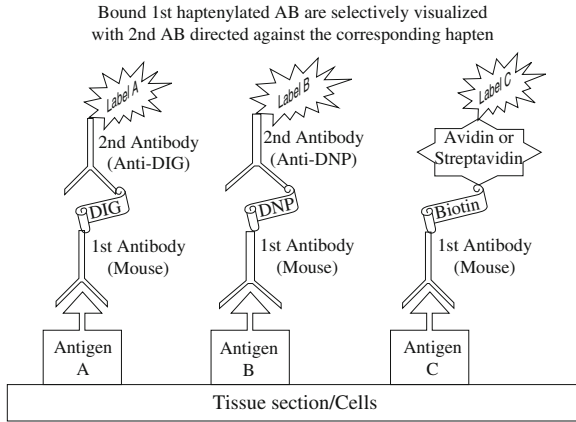 Bound 1st haptenylated AB are selectively visualized
with 2nd AB directed against the corresponding hapten
Label A
2nd Antibody
(Anti-DIG)
DIG
1st Antibody
(Mouse)
Antigen
A
Label B
2nd Antibody
(Anti-DNP)
DNP
1st Antibody
(Mouse)
Antigen
B
Label C
Avidin or
Streptavidin
Biotin
1st Antibody
(Mouse)
Antigen
C
Tissue section/Cells